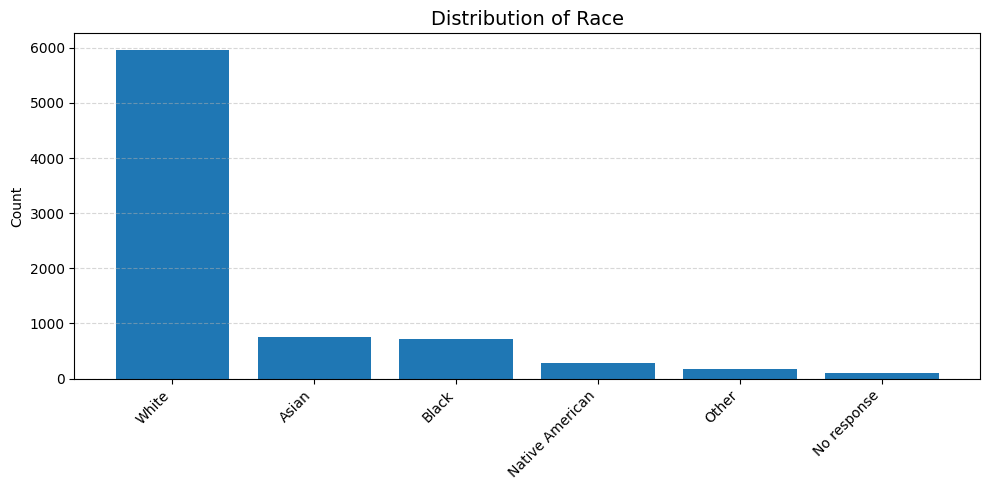 Distribution of Race
Count
6000
5000
4000
3000
2000
1000
0
White
Asian
Black
Native American
Other
No response